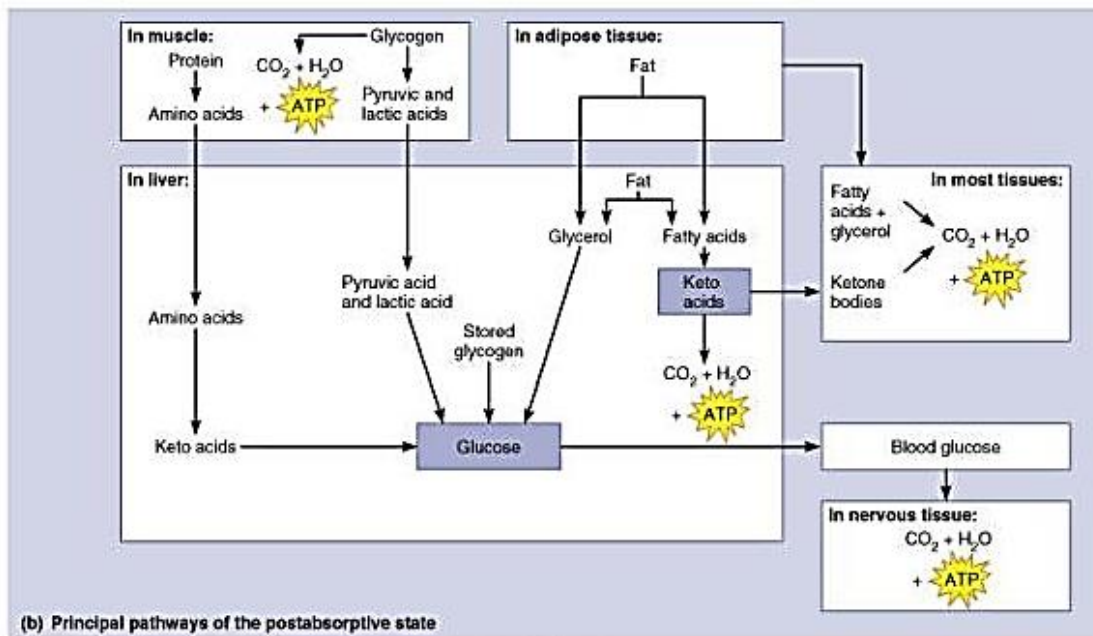 In muscle:
Protein
Amino acids
CO2 + H2O
+ ATP
Glycogen
Pyruvic and
lactic acids
In adipose tissue:
Fat
In liver:
Fat
Glycerol
Fatty acids
Keto
acids
CO2 + H2O
+ ATP
Pyruvic acid
and lactic acid
Stored
glycogen
Amino acids
Keto acids
Glucose
In most tissues:
Fatty
acids +
glycerol
Ketone
bodies
CO2 + H2O
+ ATP
Blood glucose
In nervous tissue:
CO2 + H2O
+ ATP
(b) Principal pathways of the postabsorptive state